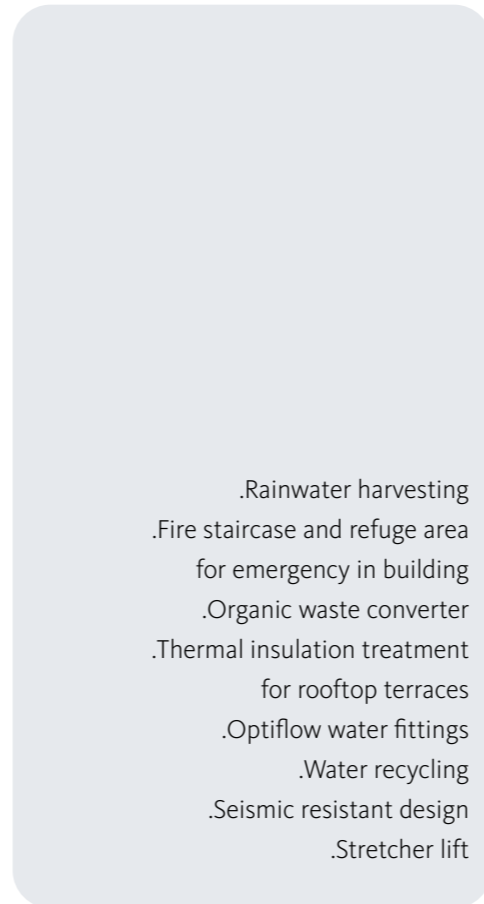 .Rainwater harvesting
.Fire staircase and refuge area
for emergency in building
.Organic waste converter
.Thermal insulation treatment
for rooftop terraces
.Optiflow water fittings
.Water recycling
.Seismic resistant design
.Stretcher lift